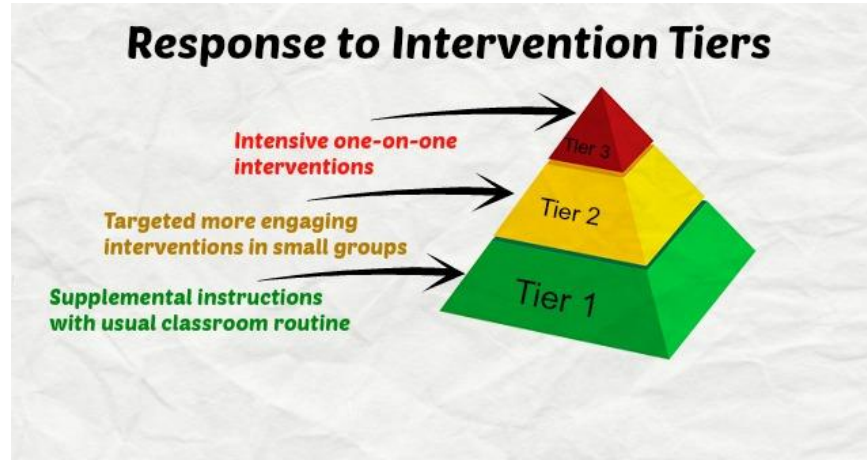 Response to Intervention Tiers
Intensive one-on-one
interventions
Tier 3
Targeted more engaging
interventions in small groups
Tier 2
Supplemental instructions
with usual classroom routine
Tier 1